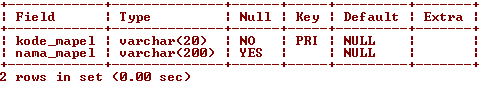 +------------+--------------+------+-----+---------+-------+
| Field      | Type         | Null | Key | Default | Extra |
+------------+--------------+------+-----+---------+-------+
| kode_mapel | varchar(20)  | NO   | PRI | NULL    |       |
| nama_mapel | varchar(200) | YES  |     | NULL    |       |
+------------+--------------+------+-----+---------+-------+
2 rows in set (0.00 sec)